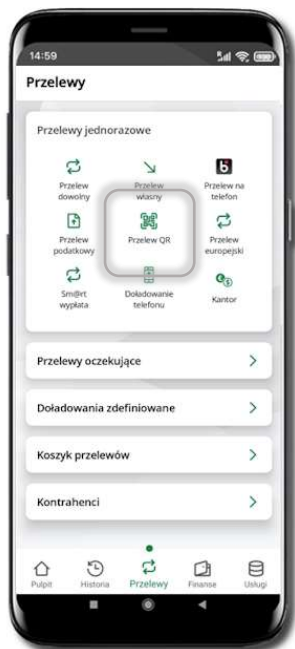 14:59
Przelewy
Przelewy jednorazowe
Przelew
dowolny
Przelew
własny
Przelew na
telefon
Przelew
podatkowy
Przelew QR
Przelew
europejski
Sm@rt
wypłata
Doładowanie
telefonu
Kantor
Przelewy oczekujące
Doładowania zdefiniowane
Koszyk przelewów
Kontrahenci
Pulpit
Historia
Przelewy
Finanse
Usługi